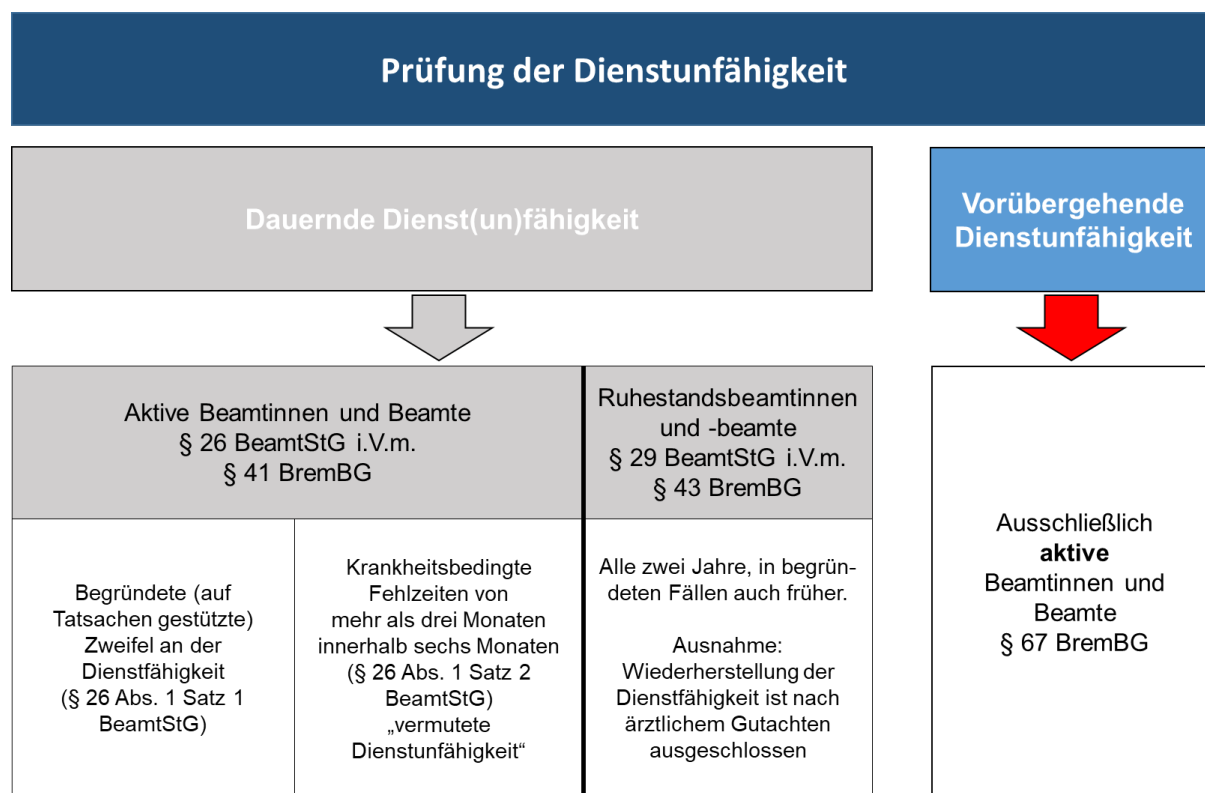 Prüfung der Dienstunfähigkeit
Dauernde Dienst(un)fähigkeit
Vorübergehende
Dienstunfähigkeit
Aktive Beamtinnen und Beamte
§ 26 BeamtStG i.V.m.
§ 41 BremBG
Ruhestandsbeamtinnen
und -beamte
§ 29 BeamtStG i.V.m.
§ 43 BremBG
Begründete (auf
Tatsachen gestützte)
Zweifel an der
Dienstfähigkeit
(§ 26 Abs. 1 Satz 1
BeamtStG)
Krankheitsbedingte
Fehlzeiten von
mehr als drei Monaten
innerhalb sechs Monaten
(§ 26 Abs. 1 Satz 2
BeamtStG)
„vermutete
Dienstunfähigkeit“
Alle zwei Jahre, in begrün-
deten Fällen auch früher.
Ausnahme:
Wiederherstellung der
Dienstfähigkeit ist nach
ärztlichem Gutachten
ausgeschlossen
Ausschließlich
aktive
Beamtinnen und
Beamte
§ 67 BremBG